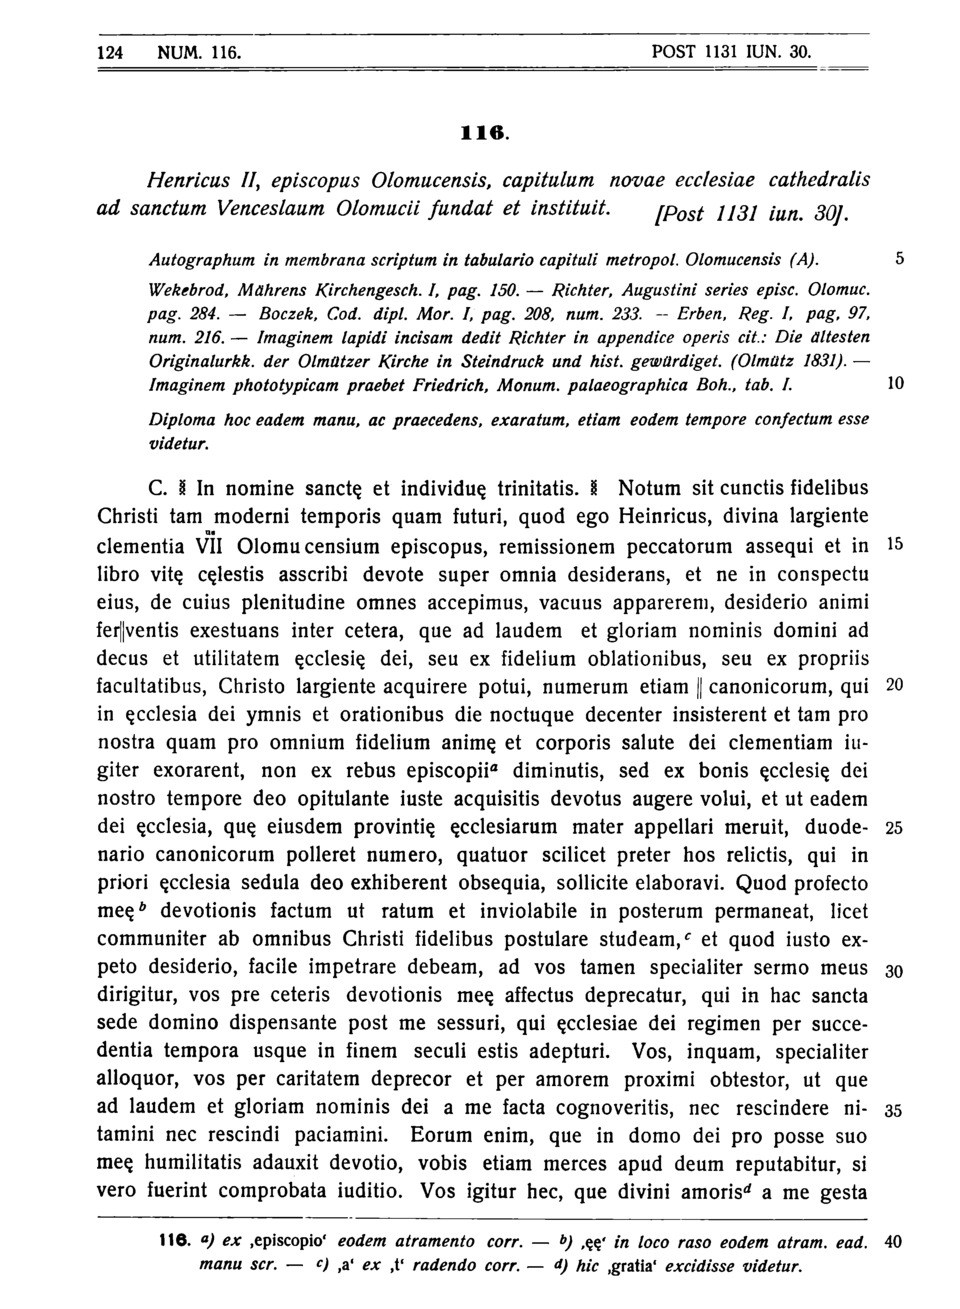 124 NUM. 116. POST 1131 IUN. 30.
116.
Henricus II, episcopus Olomucensis, capitulum novae ecclesiae cathedralis
ad sanctum Venceslaum Olomucii fundat et instituit. [Post 1131 iun. 30].
Autographum in membrana scriptum in tabulario capituli metropol. Olomucensis (A). 5
Wekebrod, Mährens Kirchengesch. I, pag. 150. — Richter, Augustini series episc. Olomuc.
pag. 284. — Boczek, Cod. dipl. Mor. I, pag. 208, num. 233. -- Erben, Reg. I, pag, 97,
num. 216. — Imaginem lapidi incisam dedit Richter in appendice operis cit.: Die ältesten
Originalurkk. der Olmützer Kirche in Steindruck und hist. gewürdiget. (Olmütz 1831). —
Imaginem phototypicam praebet Friedrich, Monum. palaeographica Boh., tab. I. 10
Diploma hoc eadem manu, ac praecedens, exaratum, etiam eodem tempore confectum esse
videtur.
C. ⁑ In nomine sanctę et individuę trinitatis. ⁑ Notum sit cunctis fidelibus
Christi tam moderni temporis quam futuri, quod ego Heinricus, divina largiente
clementia VII<sup>us</sup> Olomucensium episcopus, remissionem peccatorum assequi et in 15
libro vitę cęlestis asscribi devote super omnia desiderans, et ne in conspectu
eius, de cuius plenitudine omnes accepimus, vacuus apparerem, desiderio animi
fer||ventis exestuans inter cetera, que ad laudem et gloriam nominis domini ad
decus et utilitatem ęcclesię dei, seu ex fidelium oblationibus, seu ex propriis
facultatibus, Christo largiente acquirere potui, numerum etiam || canonicorum, qui 20
in ęcclesia dei ymnis et orationibus die noctuque decenter insisterent et tam pro
nostra quam pro omnium fidelium animę et corporis salute dei clementiam iu-
giter exorarent, non ex rebus episcopii<sup>a</sup> diminutis, sed ex bonis ęcclesię dei
nostro tempore deo opitulante iuste acquisitis devotus augere volui, et ut eadem
dei ęcclesia, quę eiusdem provintię ęcclesiarum mater appellari meruit, duode- 25
nario canonicorum polleret numero, quatuor scilicet preter hos relictis, qui in
priori ęcclesia sedula deo exhiberent obsequia, sollicite elaboravi. Quod profecto
meę<sup>b</sup> devotionis factum ut ratum et inviolabile in posterum permaneat, licet
communiter ab omnibus Christi fidelibus postulare studeam,<sup>c</sup> et quod iusto ex-
peto desiderio, facile impetrare debeam, ad vos tamen specialiter sermo meus 30
dirigitur, vos pre ceteris devotionis meę affectus deprecatur, qui in hac sancta
sede domino dispensante post me sessuri, qui ęcclesiae dei regimen per succe-
dentia tempora usque in finem seculi estis adepturi. Vos, inquam, specialiter
alloquor, vos per caritatem deprecor et per amorem proximi obtestor, ut que
ad laudem et gloriam nominis dei a me facta cognoveritis, nec rescindere ni- 35
tamini nec rescindi paciamini. Eorum enim, que in domo dei pro posse suo
meę humilitatis adauxit devotio, vobis etiam merces apud deum reputabitur, si
vero fuerint comprobata iuditio. Vos igitur hec, que divini amoris<sup>d</sup> a me gesta
116. a) ex ‚episcopio‘ eodem atramento corr. — b) ‚ęę‘ in loco raso eodem atram. ead. 40
manu scr. — c) ‚a‘ ex ‚t‘ radendo corr. — d) hic ‚gratia‘ excidisse videtur.